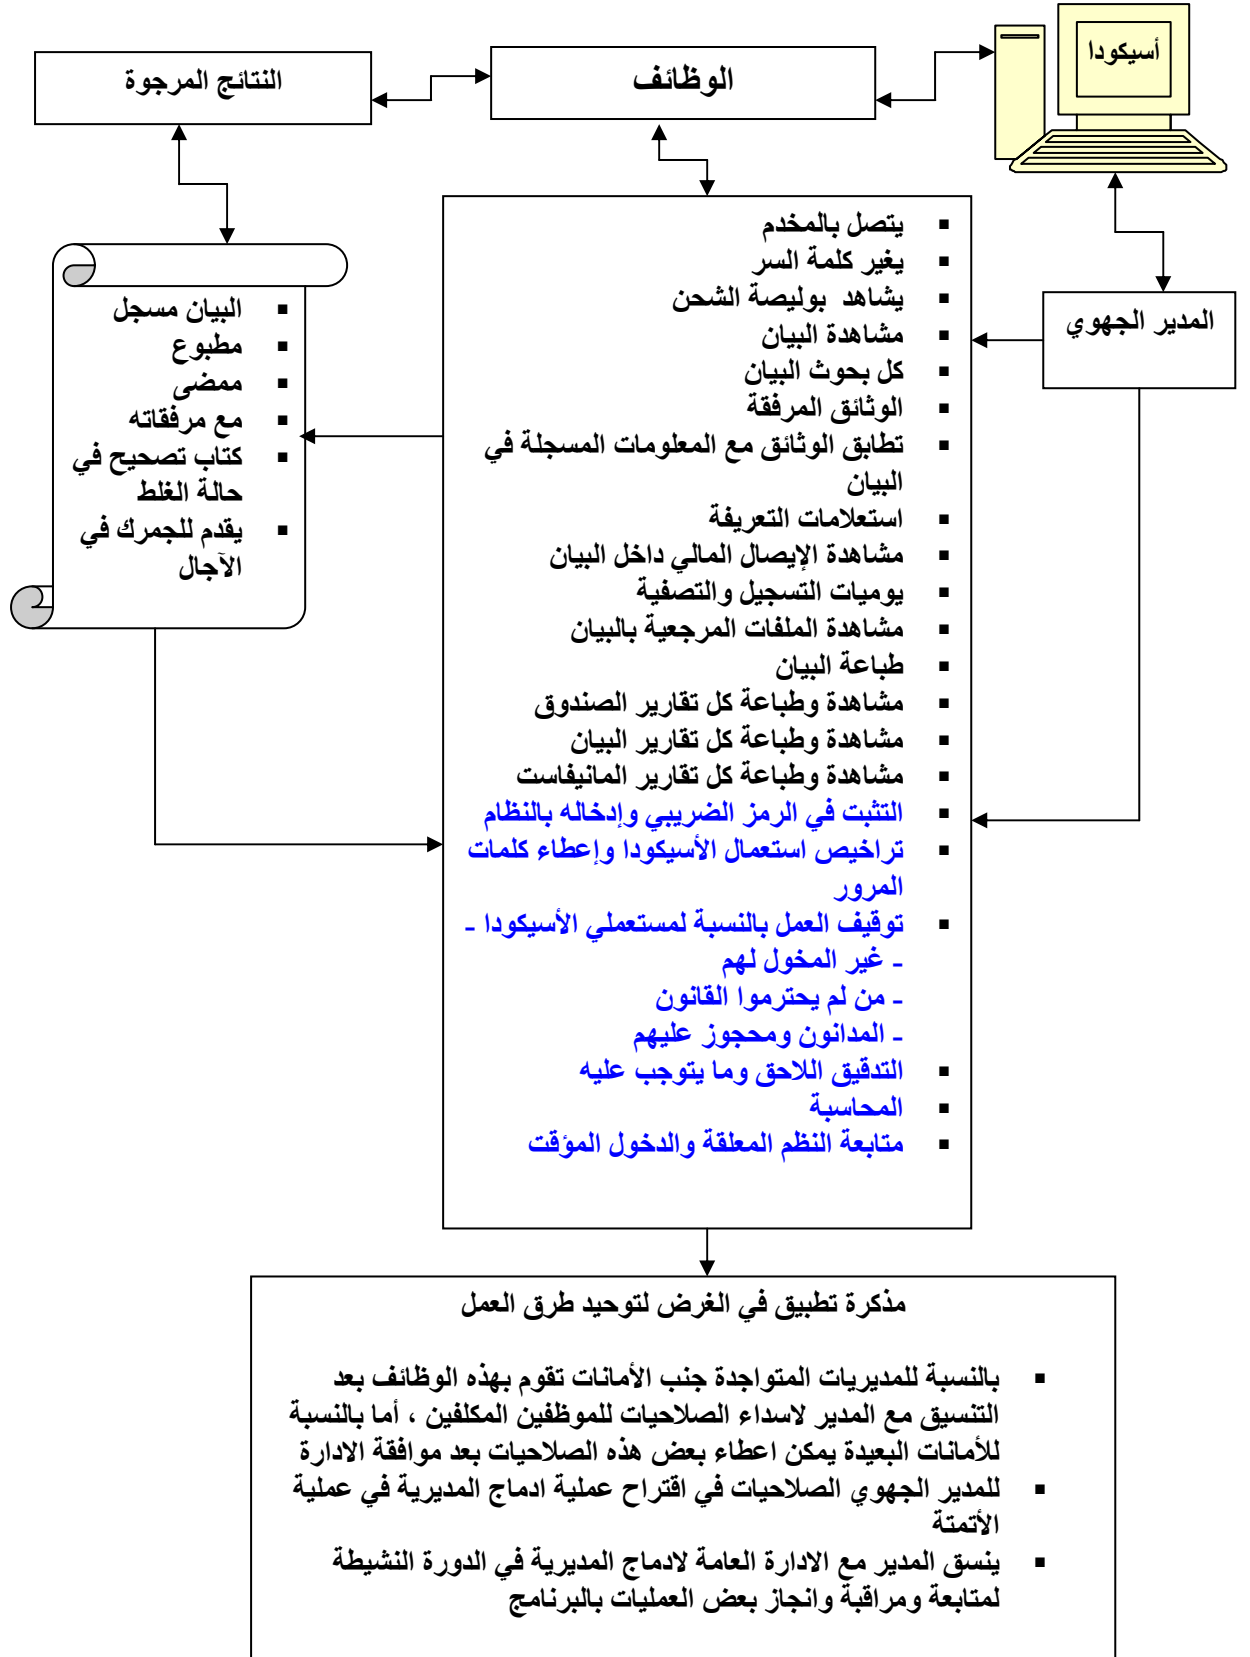 أسيكودا
الوظائف
النتائج المرجوة
المدير الجهوي
▪ يتصل بالمخدم
▪ يغير كلمة السر
▪ يشاهد بوليصة الشحن
▪ مشاهدة البيان
▪ كل بحوث البيان
▪ الوثائق المرفقة
▪ تطابق الوثائق مع المعلومات المسجلة في
البيان
▪ استعلامات التعريفة
▪ مشاهدة الإيصال المالي داخل البيان
▪ يوميات التسجيل والتصفية
▪ مشاهدة الملفات المرجعية بالبيان
▪ طباعة البيان
▪ مشاهدة وطباعة كل تقارير الصندوق
▪ مشاهدة وطباعة كل تقارير البيان
▪ مشاهدة وطباعة كل تقارير المانيفاست
▪ التثبت في الرمز الضريبي وإدخاله بالنظام
▪ تراخيص استعمال الأسيكودا وإعطاء كلمات
المرور
▪ توقيف العمل بالنسبة لمستعملي الأسيكودا -
- غير المخول لهم
- من لم يحترموا القانون
- المدانون ومحجوز عليهم
▪ التدقيق اللاحق وما يتوجب عليه
▪ المحاسبة
▪ متابعة النظم المعلقة والدخول المؤقت
▪ البيان مسجل
▪ مطبوع
▪ ممضى
▪ مع مرفقاته
▪ كتاب تصحيح في
حالة الغلط
▪ يقدم للجمرك في
الآجال
مذكرة تطبيق في الغرض لتوحيد طرق العمل
▪ بالنسبة للمديريات المتواجدة جنب الأمانات تقوم بهذه الوظائف بعد
التنسيق مع المدير لاسداء الصلاحيات للموظفين المكلفين ، أما بالنسبة
للأمانات البعيدة يمكن اعطاء بعض هذه الصلاحيات بعد موافقة الادارة
▪ للمدير الجهوي الصلاحيات في اقتراح عملية ادماج المديرية في عملية
الأتمتة
▪ ينسق المدير مع الادارة العامة لادماج المديرية في الدورة النشيطة
لمتابعة ومراقبة وانجاز بعض العمليات بالبرنامج